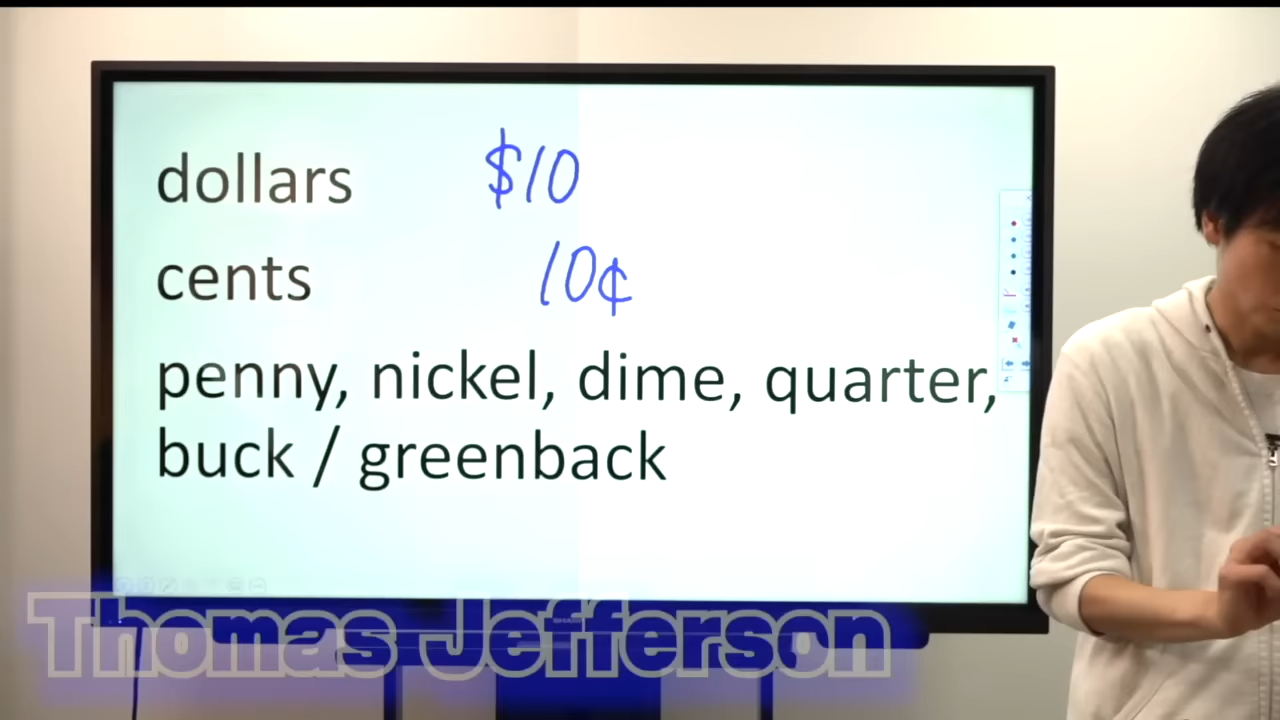 dollars $10
cents 10¢
penny, nickel, dime, quarter,
buck / greenback
Thomas Jefferson